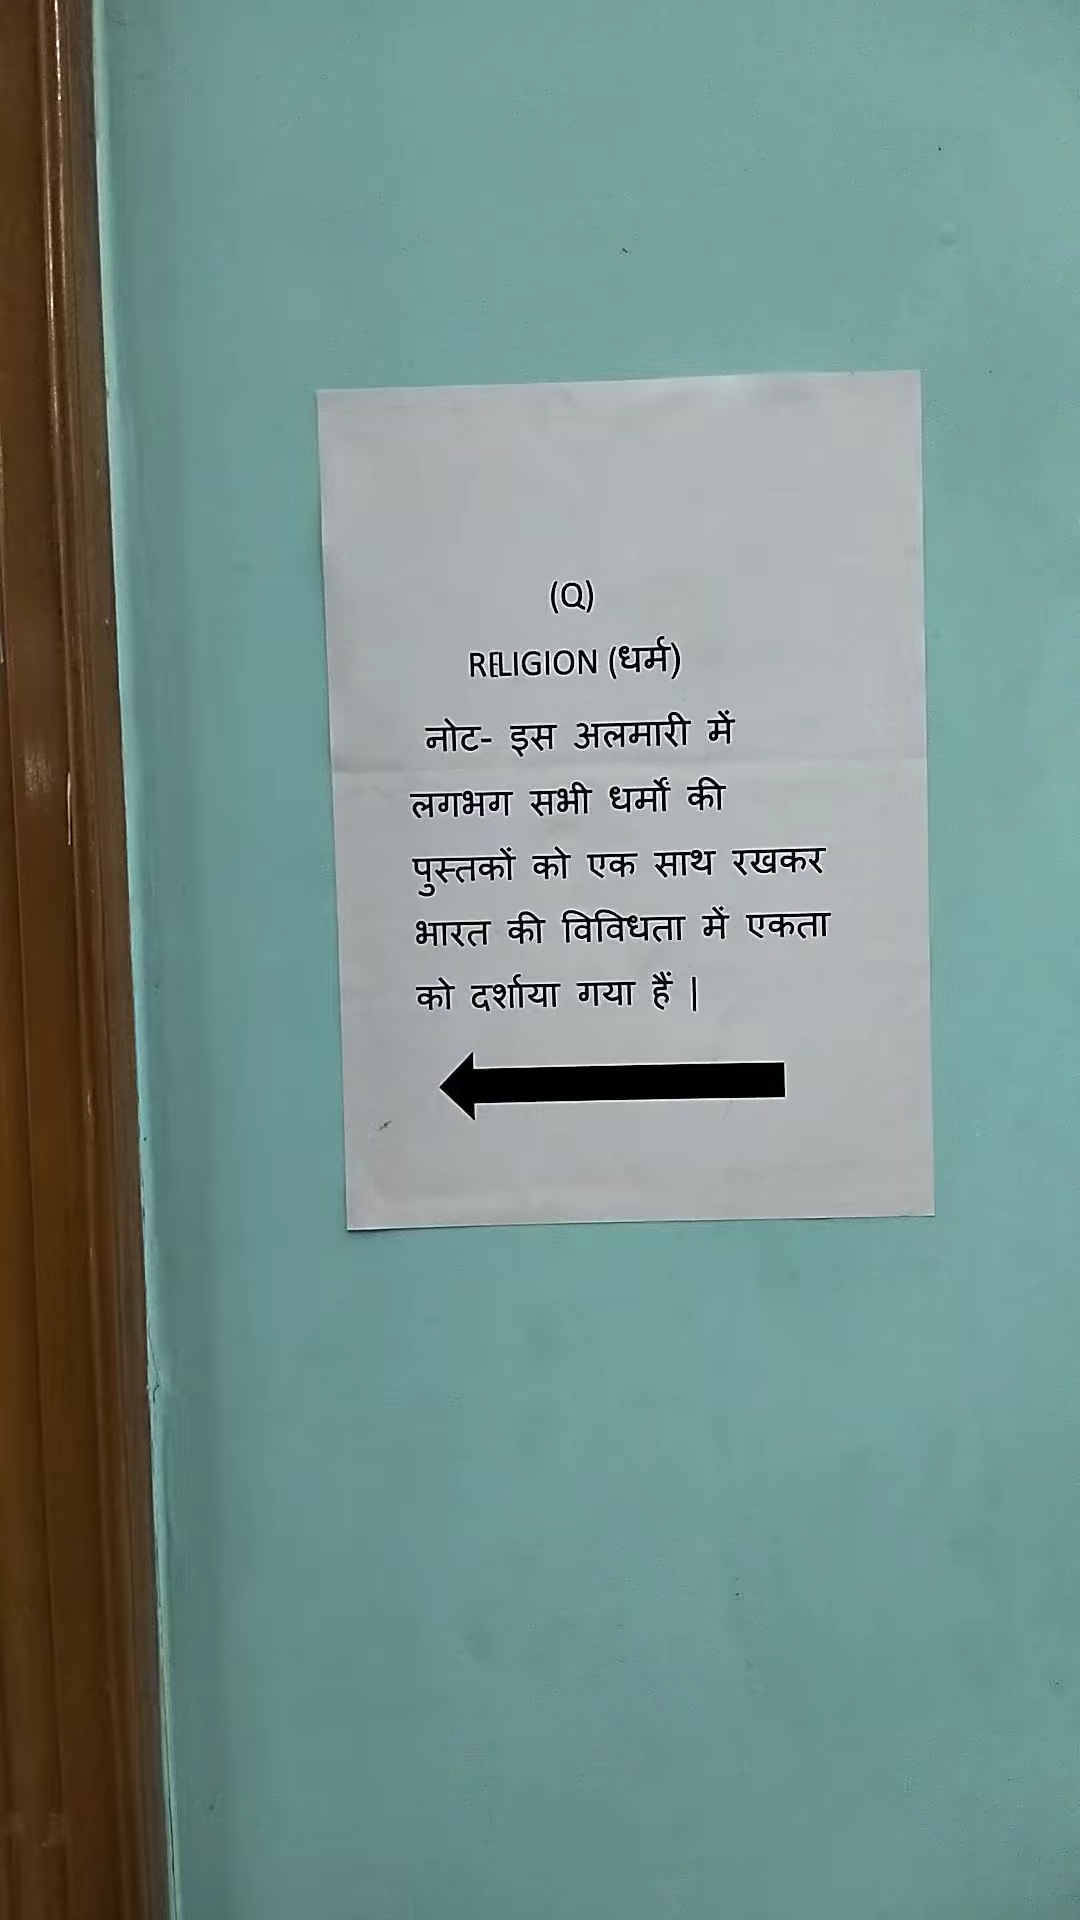 (Q)
RELIGION (धर्म)
नोट- इस अलमारी में
लगभग सभी धर्मों की
पुस्तकों को एक साथ रखकर
भारत की विविधता में एकता
को दर्शाया गया हैं |